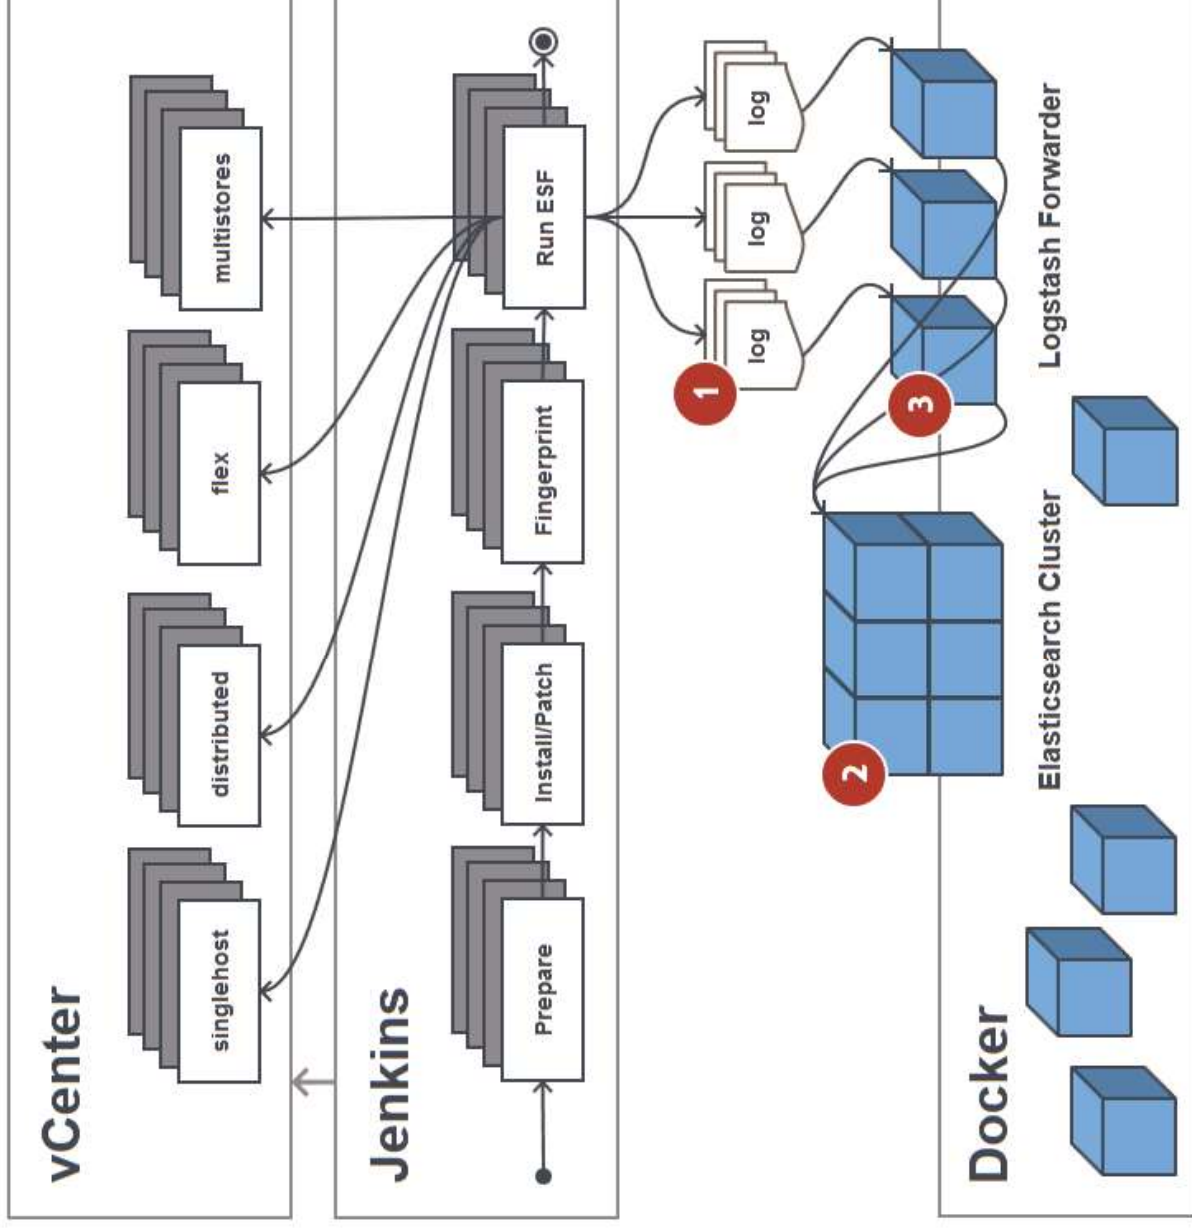 vCenter
singlehost
distributed
flex
multistores
Jenkins
Prepare
Install/Patch
Fingerprint
Run ESF
log
log
log
1
2
3
Elasticsearch Cluster
Logstash Forwarder
Docker